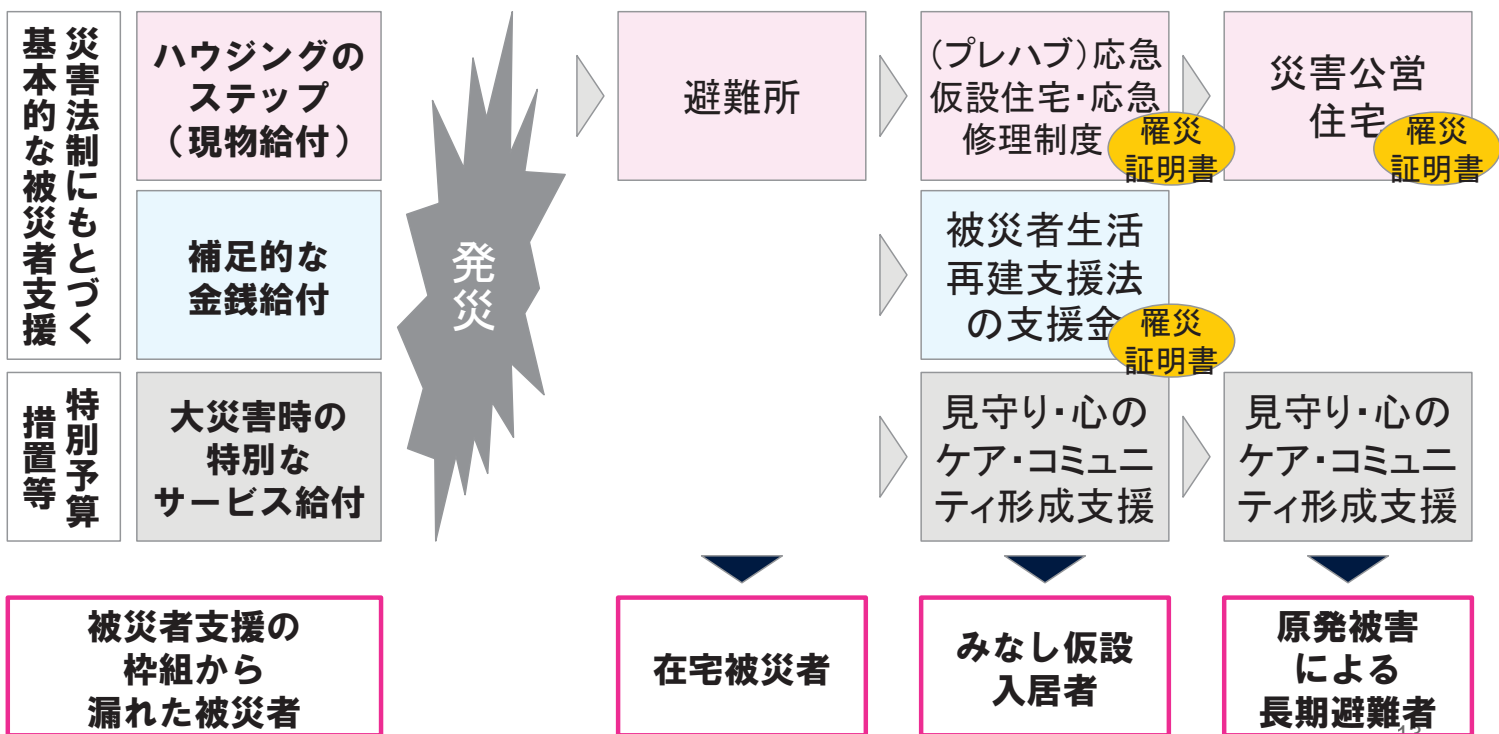 災害法制にもとづく
基本的な被災者支援
ハウジングの
ステップ
（現物給付）
補足的な
金銭給付
発災
避難所
（プレハブ）応急
仮設住宅・応急
修理制度
罹災
証明書
災害公営
住宅
罹災
証明書
被災者生活
再建支援法
の支援金
罹災
証明書
特別予算
措置等
大災害時の
特別な
サービス給付
見守り・心の
ケア・コミュニ
ティ形成支援
見守り・心の
ケア・コミュニ
ティ形成支援
被災者支援の
枠組から
漏れた被災者
在宅被災者
みなし仮設
入居者
原発被害
による
長期避難者